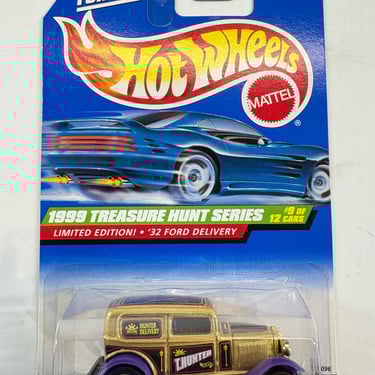 Hot Wheels
MATTEL
1999 TREASURE HUNT SERIES
#9 OF
12 CARS
LIMITED EDITION! • '32 FORD DELIVERY
HUNTER
DELIVERY
T.HUNTER